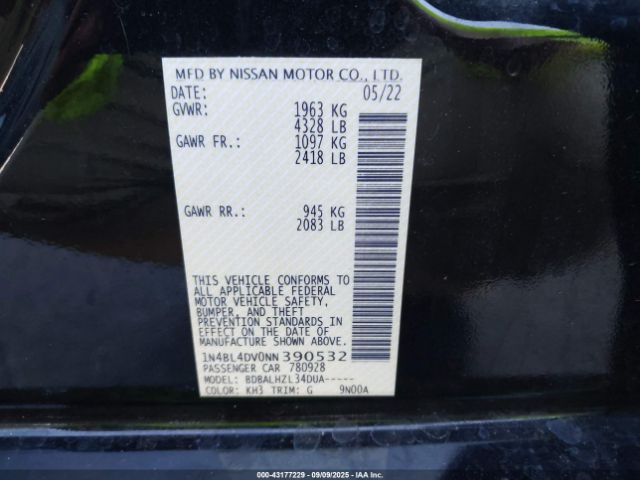 MFD BY NISSAN MOTOR CO., LTD.
DATE: 05/22
GVWR: 1963 KG
4328 LB
GAWR FR.: 1097 KG
2418 LB
GAWR RR.: 945 KG
2083 LB
THIS VEHICLE CONFORMS TO
ALL APPLICABLE FEDERAL
MOTOR VEHICLE SAFETY,
BUMPER, AND THEFT
PREVENTION STANDARDS IN
EFFECT ON THE DATE OF
MANUFACTURE SHOWN ABOVE.
1N4BL4DV0NN390532
PASSENGER CAR 780928
MODEL: BDBALHZL34DUA-----
COLOR: KH3 TRIM: G 9N00A
000-43177229 - 09/09/2025 - IAA Inc.